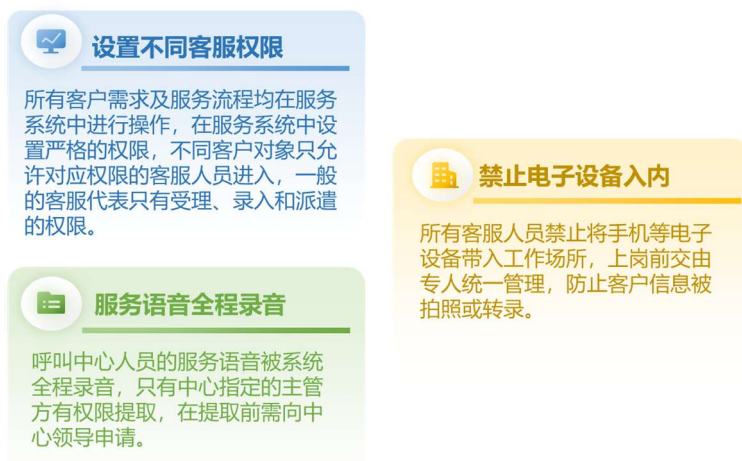 设置不同客服权限
所有客户需求及服务流程均在服务
系统中进行操作，在服务系统中设
置严格的权限，不同客户对象只允
许对应权限的客服人员进入，一般
的客服代表只有受理、录入和派遣
的权限。
服务语音全程录音
呼叫中心人员的服务语音被系统
全程录音，只有中心指定的主管
方有权限提取，在提取前需向中
心领导申请。
禁止电子设备入内
所有客服人员禁止将手机等电子
设备带入工作场所，上岗前交由
专人统一管理，防止客户信息被
拍照或转录。